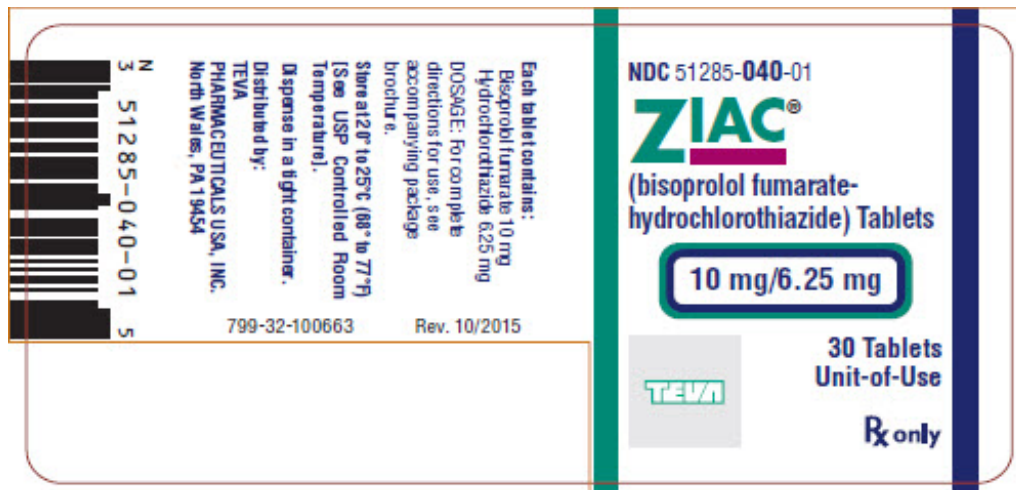 N
3 51285-040-01 5
Each tablet contains:
Bisoprolol fumarate 10 mg
Hydrochlorothiazide 6.25 mg
DOSAGE: For complete
directions for use, see
accompanying package
brochure.
Store at 20° to 25°C (68° to 77°F)
[See USP Controlled Room
Temperature].
Dispense in a tight container.
Distributed by:
TEVA
PHARMACEUTICALS USA, INC.
North Wales, PA 19454
799-32-100663 Rev. 10/2015
NDC 51285-040-01
ZIAC®
(bisoprolol fumarate-
hydrochlorothiazide) Tablets
10 mg/6.25 mg
30 Tablets
Unit-of-Use
TEVA
Rx only